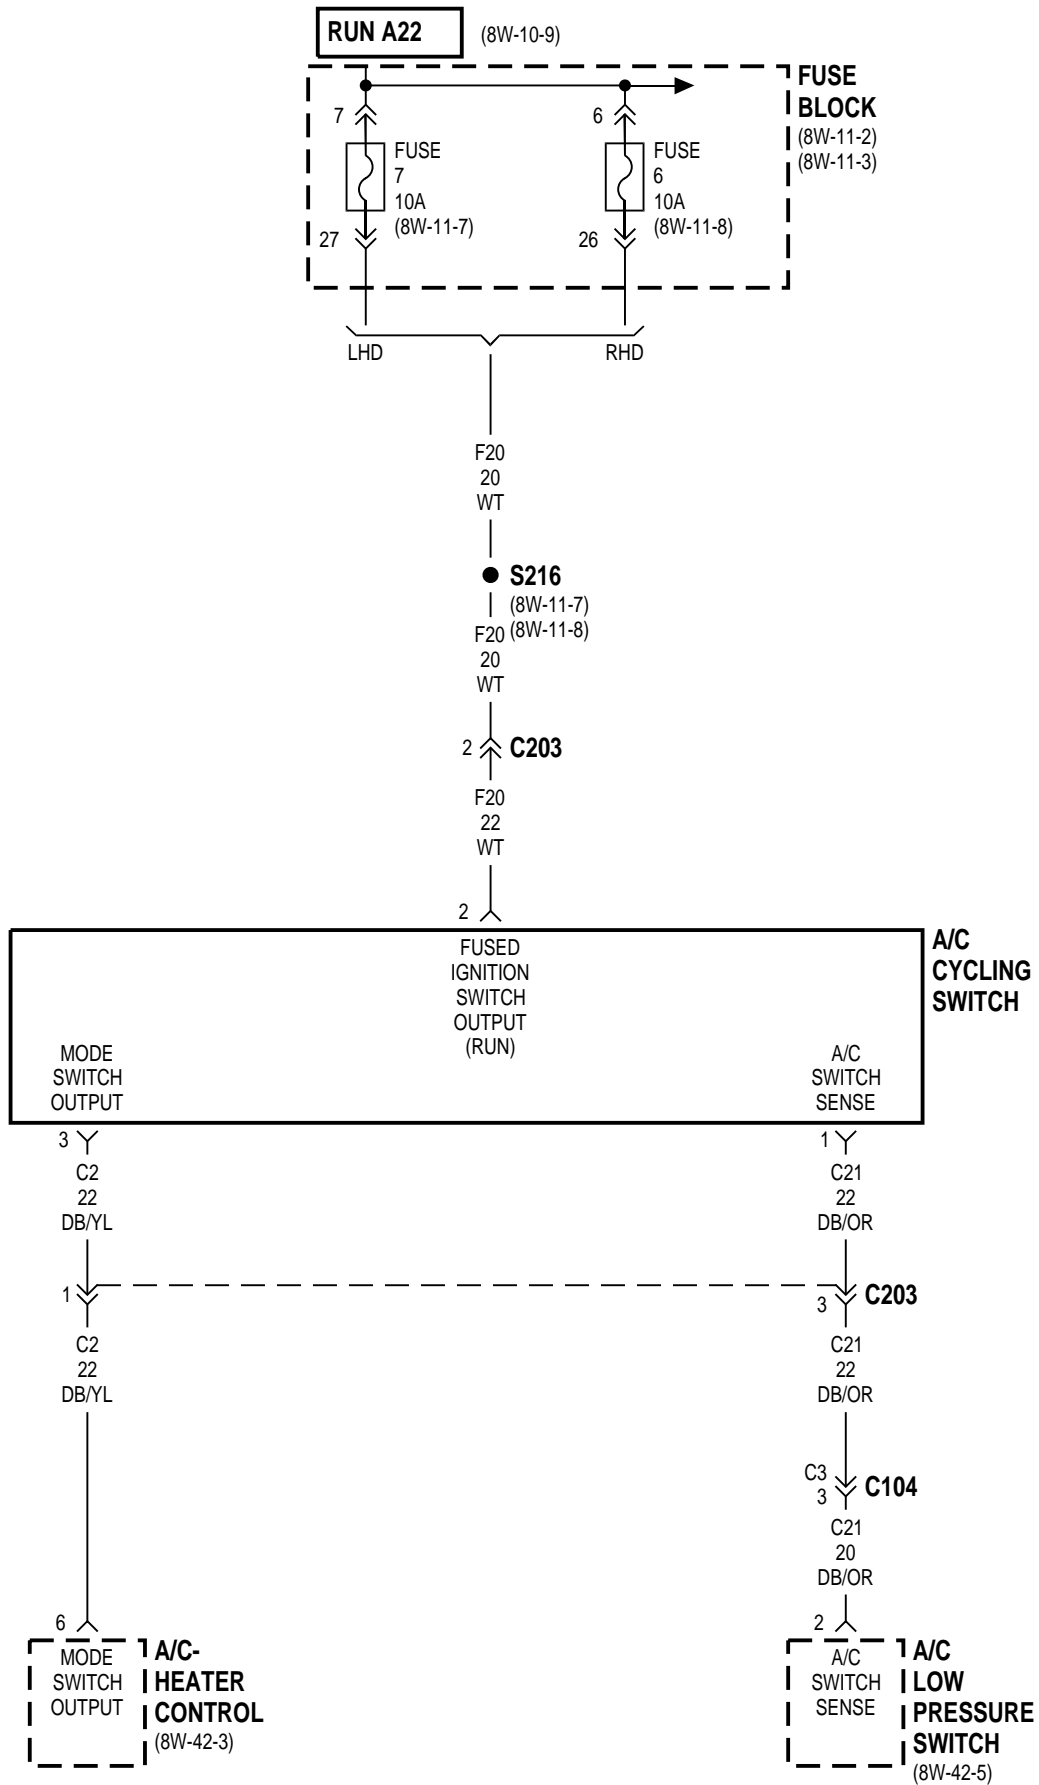 RUN A22
(8W-10-9)
FUSE
BLOCK
(8W-11-2)
(8W-11-3)
7
FUSE
7
10A
(8W-11-7)
27
6
FUSE
6
10A
(8W-11-8)
26
LHD
RHD
F20
20
WT
S216
(8W-11-7)
(8W-11-8)
F20
20
WT
2
C203
F20
22
WT
2
A/C
CYCLING
SWITCH
FUSED
IGNITION
SWITCH
OUTPUT
(RUN)
MODE
SWITCH
OUTPUT
A/C
SWITCH
SENSE
3
C2
22
DB/YL
1
C21
22
DB/OR
1
3
C203
C2
22
DB/YL
C21
22
DB/OR
C3
3
C104
C21
20
DB/OR
6
MODE
SWITCH
OUTPUT
A/C-
HEATER
CONTROL
(8W-42-3)
2
A/C
SWITCH
SENSE
A/C
LOW
PRESSURE
SWITCH
(8W-42-5)